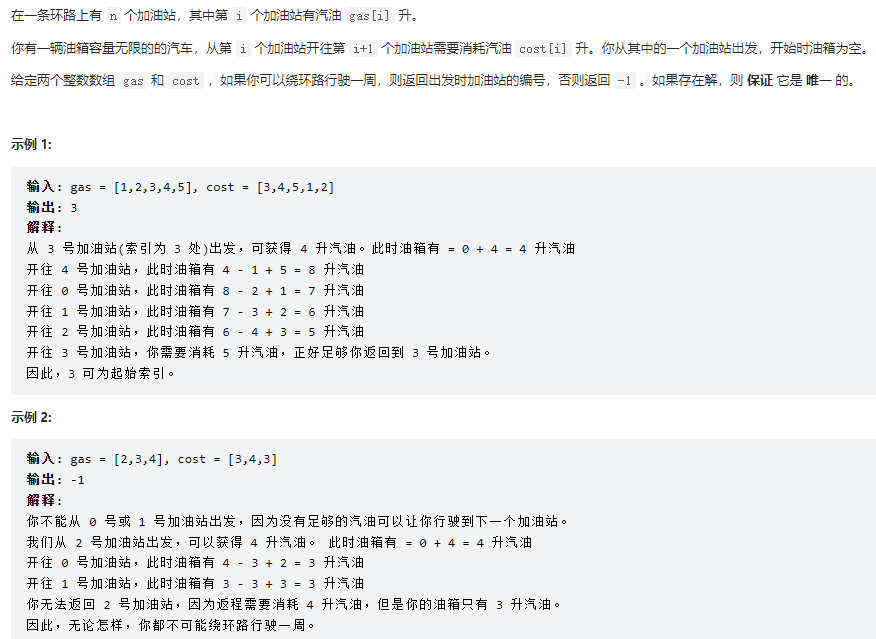 在一条环路上有 n 个加油站，其中第 i 个加油站有汽油 gas[i] 升。
你有一辆油箱容量无限的的汽车，从第 i 个加油站开往第 i+1 个加油站需要消耗汽油 cost[i] 升。你从其中的一个加油站出发，开始时油箱为空。
给定两个整数数组 gas 和 cost ，如果你可以绕环路行驶一周，则返回出发时加油站的编号，否则返回 -1 。如果存在解，则 保证 它是 唯一 的。
示例 1:
输入: gas = [1,2,3,4,5], cost = [3,4,5,1,2]
输出: 3
解释:
从 3 号加油站(索引为 3 处)出发，可获得 4 升汽油。此时油箱有 = 0 + 4 = 4 升汽油
开往 4 号加油站，此时油箱有 4 - 1 + 5 = 8 升汽油
开往 0 号加油站，此时油箱有 8 - 2 + 1 = 7 升汽油
开往 1 号加油站，此时油箱有 7 - 3 + 2 = 6 升汽油
开往 2 号加油站，此时油箱有 6 - 4 + 3 = 5 升汽油
开往 3 号加油站，你需要消耗 5 升汽油，正好足够你返回到 3 号加油站。
因此，3 可为起始索引。
示例 2:
输入: gas = [2,3,4], cost = [3,4,3]
输出: -1
解释:
你不能从 0 号或 1 号加油站出发，因为没有足够的汽油可以让你行驶到下一个加油站。
我们从 2 号加油站出发，可以获得 4 升汽油。 此时油箱有 = 0 + 4 = 4 升汽油
开往 0 号加油站，此时油箱有 4 - 3 + 2 = 3 升汽油
开往 1 号加油站，此时油箱有 3 - 3 + 3 = 3 升汽油
你无法返回 2 号加油站，因为返程需要消耗 4 升汽油，但是你的油箱只有 3 升汽油。
因此，无论怎样，你都不可能绕环路行驶一周。